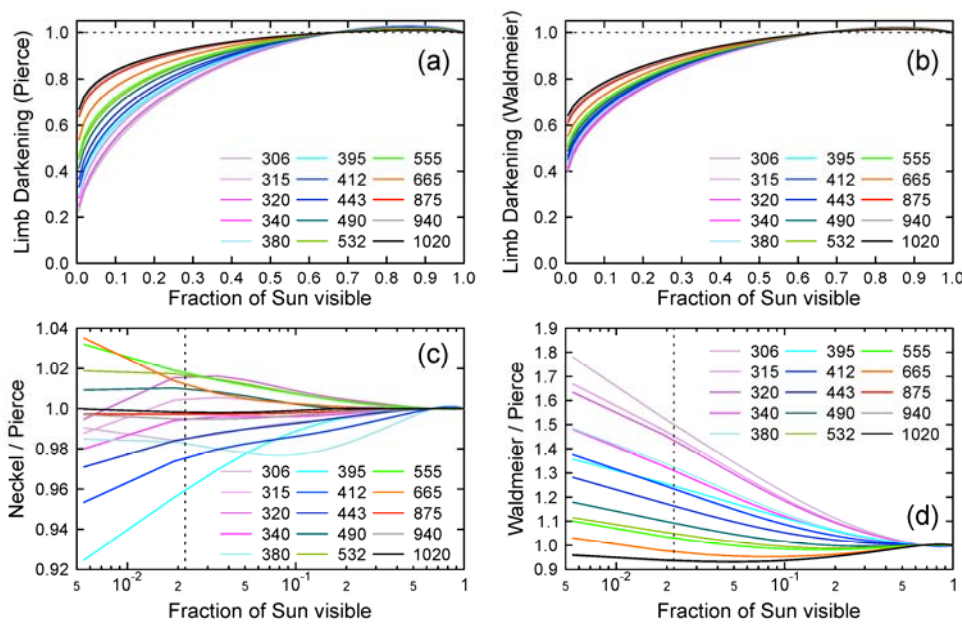 Limb Darkening (Pierce)
1.0
0.8
0.6
0.4
0.2
0.0
(a)
306 395 555
315 412 665
320 443 875
340 490 940
380 532 1020
0.0 0.1 0.2 0.3 0.4 0.5 0.6 0.7 0.8 0.9 1.0
Fraction of Sun visible
Limb Darkening (Waldmeier)
1.0
0.8
0.6
0.4
0.2
0.0
(b)
306 395 555
315 412 665
320 443 875
340 490 940
380 532 1020
0.0 0.1 0.2 0.3 0.4 0.5 0.6 0.7 0.8 0.9 1.0
Fraction of Sun visible
Neckel / Pierce
1.04
1.02
1.00
0.98
0.96
0.94
0.92
(c)
306 395 555
315 412 665
320 443 875
340 490 940
380 532 1020
5 10-2 2 5 10-1 2 5 1
Fraction of Sun visible
Waldmeier / Pierce
1.9
1.8
1.7
1.6
1.5
1.4
1.3
1.2
1.1
1.0
0.9
(d)
306 395 555
315 412 665
320 443 875
340 490 940
380 532 1020
5 10-2 2 5 10-1 2 5 1
Fraction of Sun visible